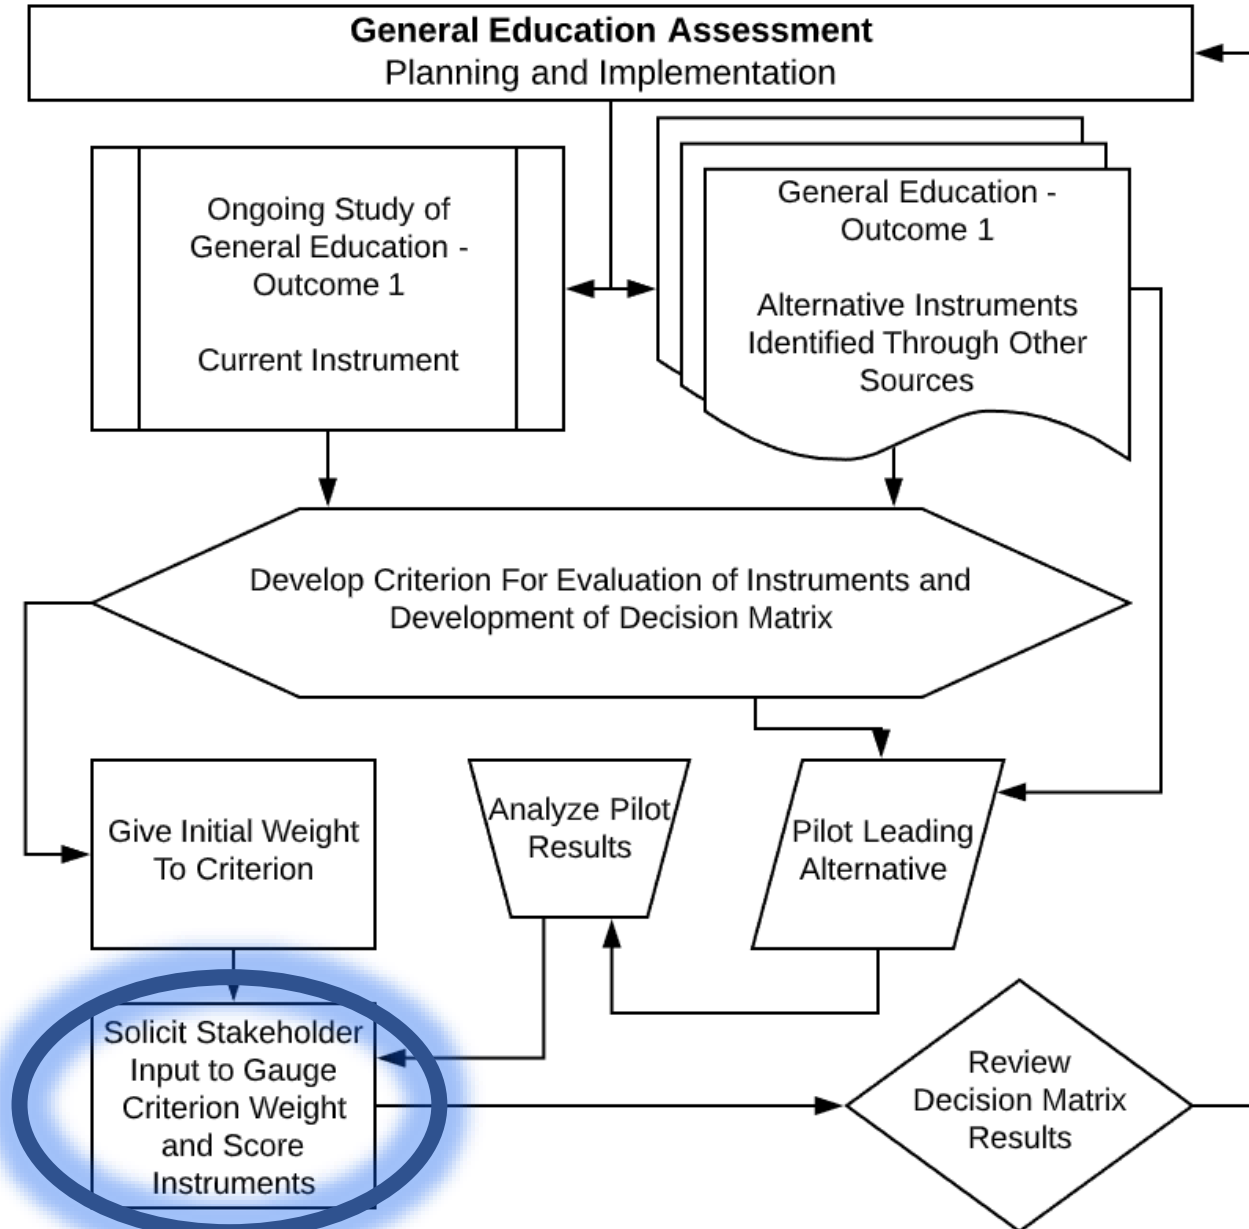 General Education Assessment
Planning and Implementation
Ongoing Study of
General Education -
Outcome 1
Current Instrument
General Education -
Outcome 1
Alternative Instruments
Identified Through Other
Sources
Develop Criterion For Evaluation of Instruments and
Development of Decision Matrix
Give Initial Weight
To Criterion
Analyze Pilot
Results
Pilot Leading
Alternative
Solicit Stakeholder
Input to Gauge
Criterion Weight
and Score
Instruments
Review
Decision Matrix
Results